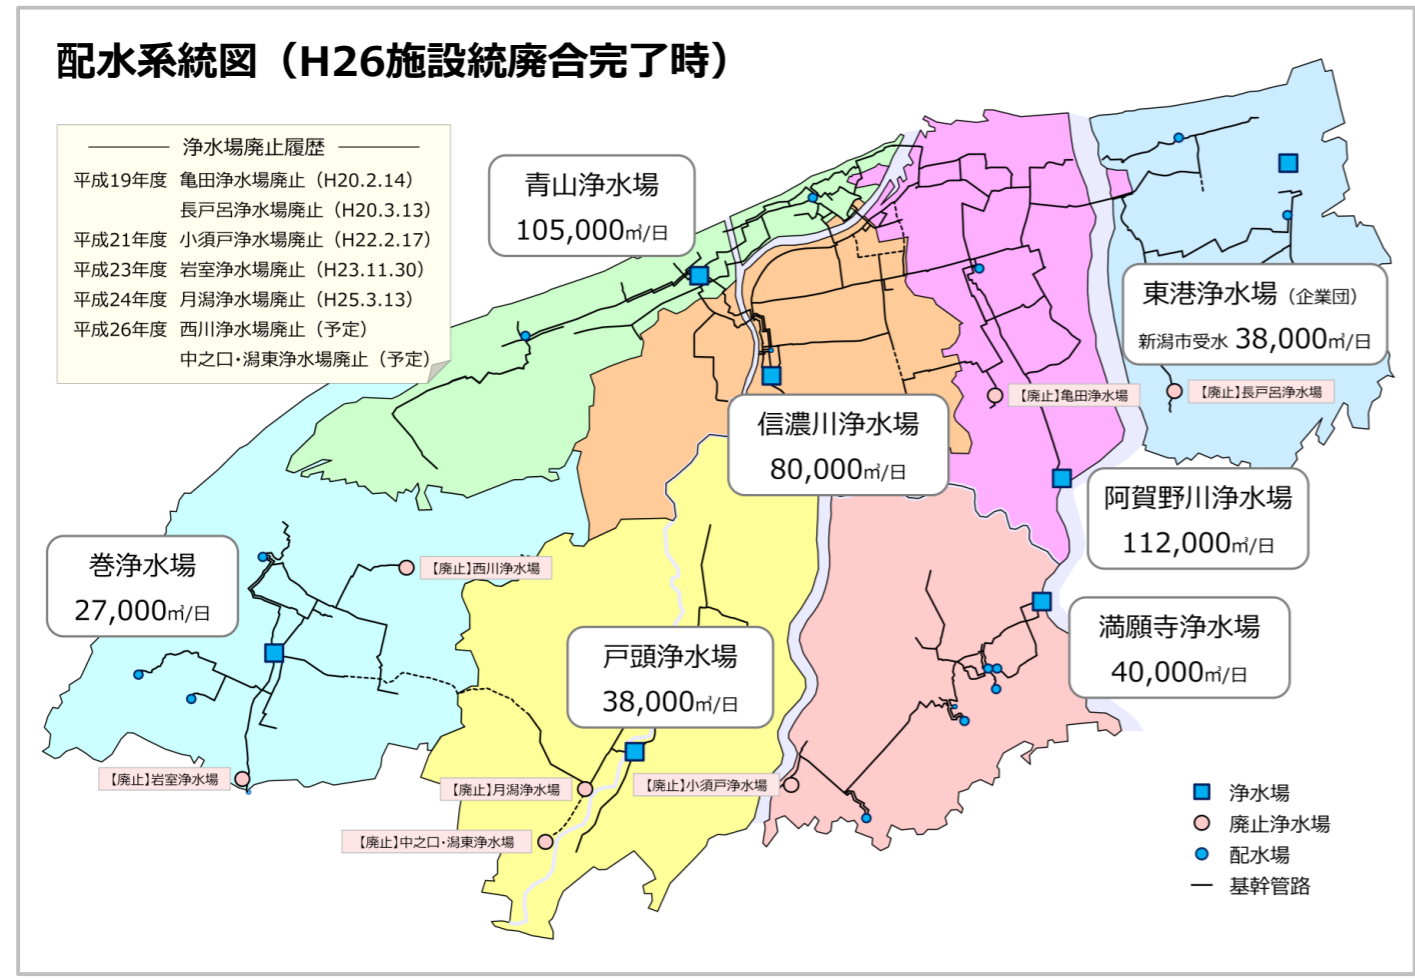 配水系統図（H26施設統廃合完了時）
浄水場廃止履歴
平成19年度 亀田浄水場廃止（H20.2.14）
長戸呂浄水場廃止（H20.3.13）
平成21年度 小須戸浄水場廃止（H22.2.17）
平成23年度 岩室浄水場廃止（H23.11.30）
平成24年度 月潟浄水場廃止（H25.3.13）
平成26年度 西川浄水場廃止（予定）
中之口･潟東浄水場廃止（予定）
青山浄水場
105,000㎥/日
東港浄水場（企業団）
新潟市受水 38,000㎥/日
【廃止】亀田浄水場
【廃止】長戸呂浄水場
信濃川浄水場
80,000㎥/日
阿賀野川浄水場
112,000㎥/日
巻浄水場
27,000㎥/日
【廃止】西川浄水場
満願寺浄水場
40,000㎥/日
戸頭浄水場
38,000㎥/日
【廃止】岩室浄水場
【廃止】月潟浄水場
【廃止】小須戸浄水場
【廃止】中之口･潟東浄水場
浄水場
廃止浄水場
配水場
基幹管路